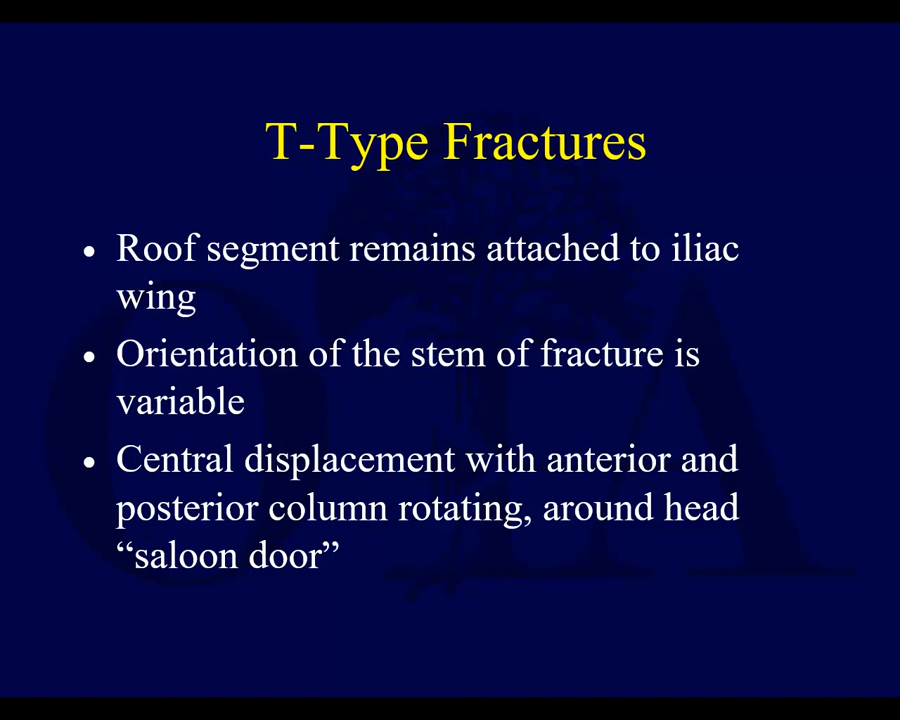 T-Type Fractures
• Roof segment remains attached to iliac
wing
• Orientation of the stem of fracture is
variable
• Central displacement with anterior and
posterior column rotating, around head
“saloon door”
OTA